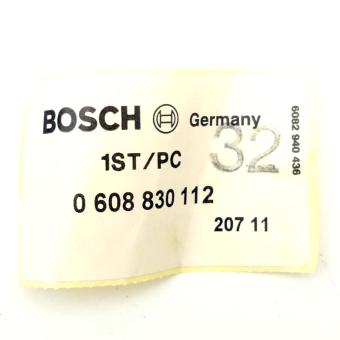 BOSCH Germany
32
1ST/PC
0 608 830 112
207 11
6082 940 436